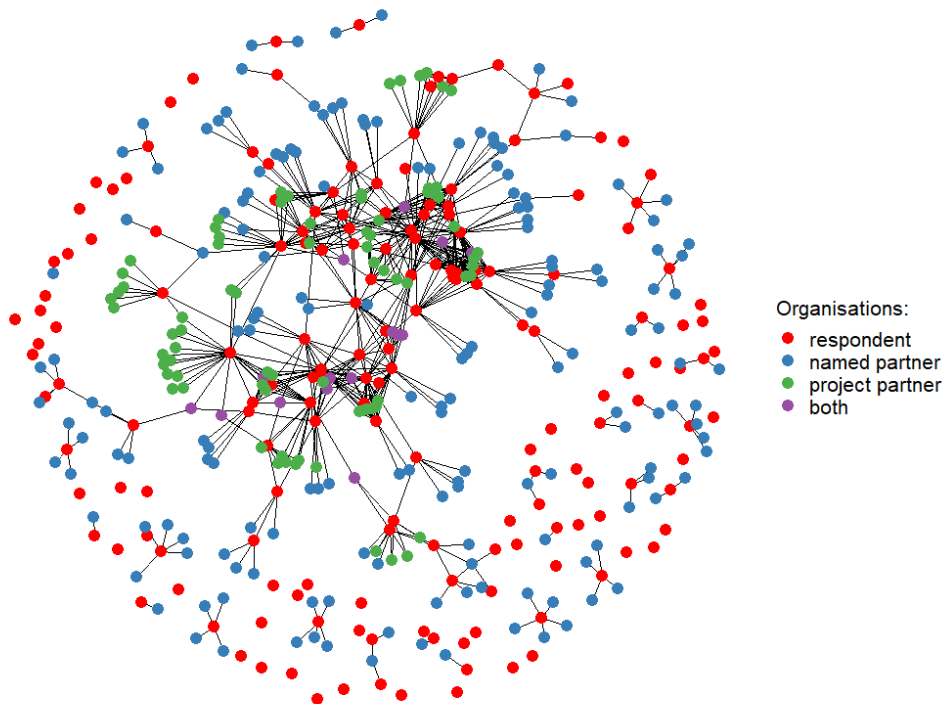 Organisations:
respondent
named partner
project partner
both